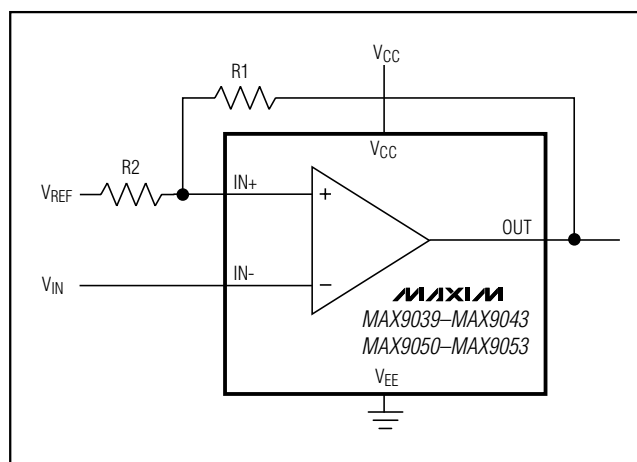 VCC
R1
VCC
R2
VREF
IN+
+
OUT
VIN
IN-
−
MAXIM
MAX9039–MAX9043
MAX9050–MAX9053
VEE